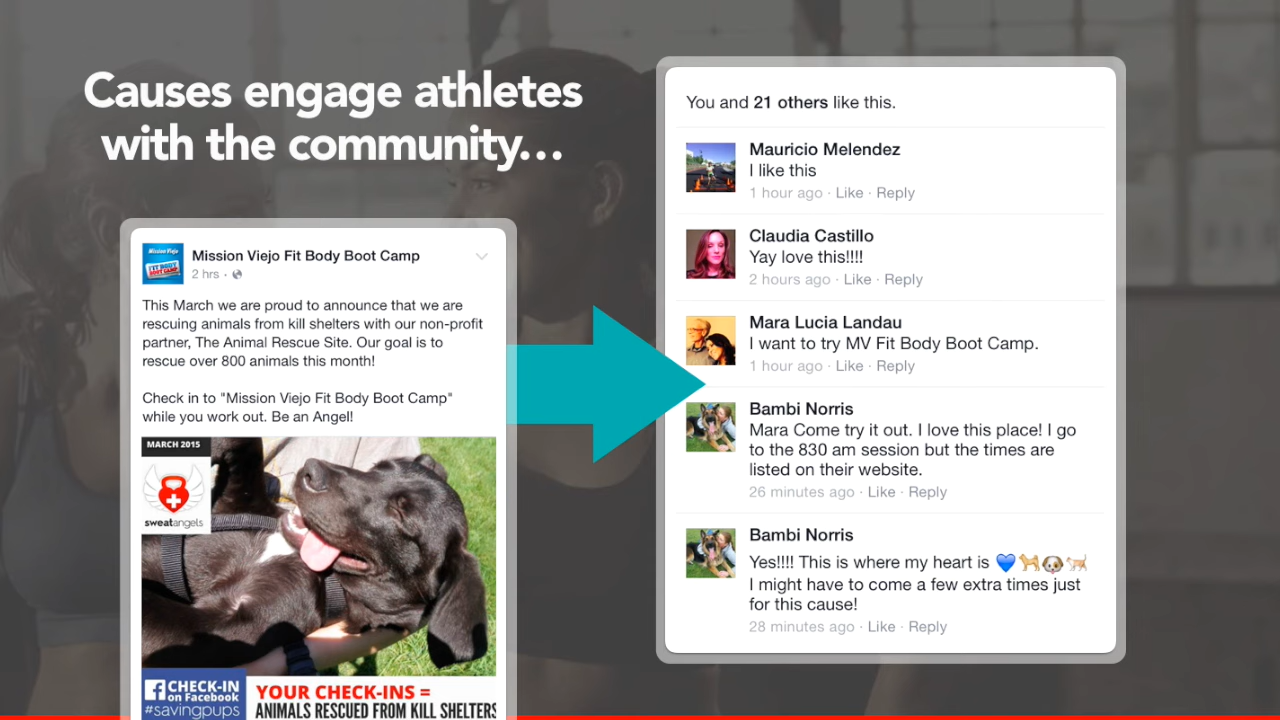 Causes engage athletes
with the community…
Mission Viejo
FIT BODY
BOOT CAMP
Mission Viejo Fit Body Boot Camp
2 hrs ·
This March we are proud to announce that we are
rescuing animals from kill shelters with our non-profit
partner, The Animal Rescue Site. Our goal is to
rescue over 800 animals this month!
Check in to "Mission Viejo Fit Body Boot Camp"
while you work out. Be an Angel!
MARCH 2015
sweatangels
CHECK-IN
on Facebook
#savingpups
YOUR CHECK-INS =
ANIMALS RESCUED FROM KILL SHELTERS
You and 21 others like this.
Mauricio Melendez
I like this
1 hour ago · Like · Reply
Claudia Castillo
Yay love this!!!!
2 hours ago · Like · Reply
Mara Lucia Landau
I want to try MV Fit Body Boot Camp.
1 hour ago · Like · Reply
Bambi Norris
Mara Come try it out. I love this place! I go
to the 830 am session but the times are
listed on their website.
26 minutes ago · Like · Reply
Bambi Norris
Yes!!!! This is where my heart is 💙🐕🐶🐈
I might have to come a few extra times just
for this cause!
28 minutes ago · Like · Reply